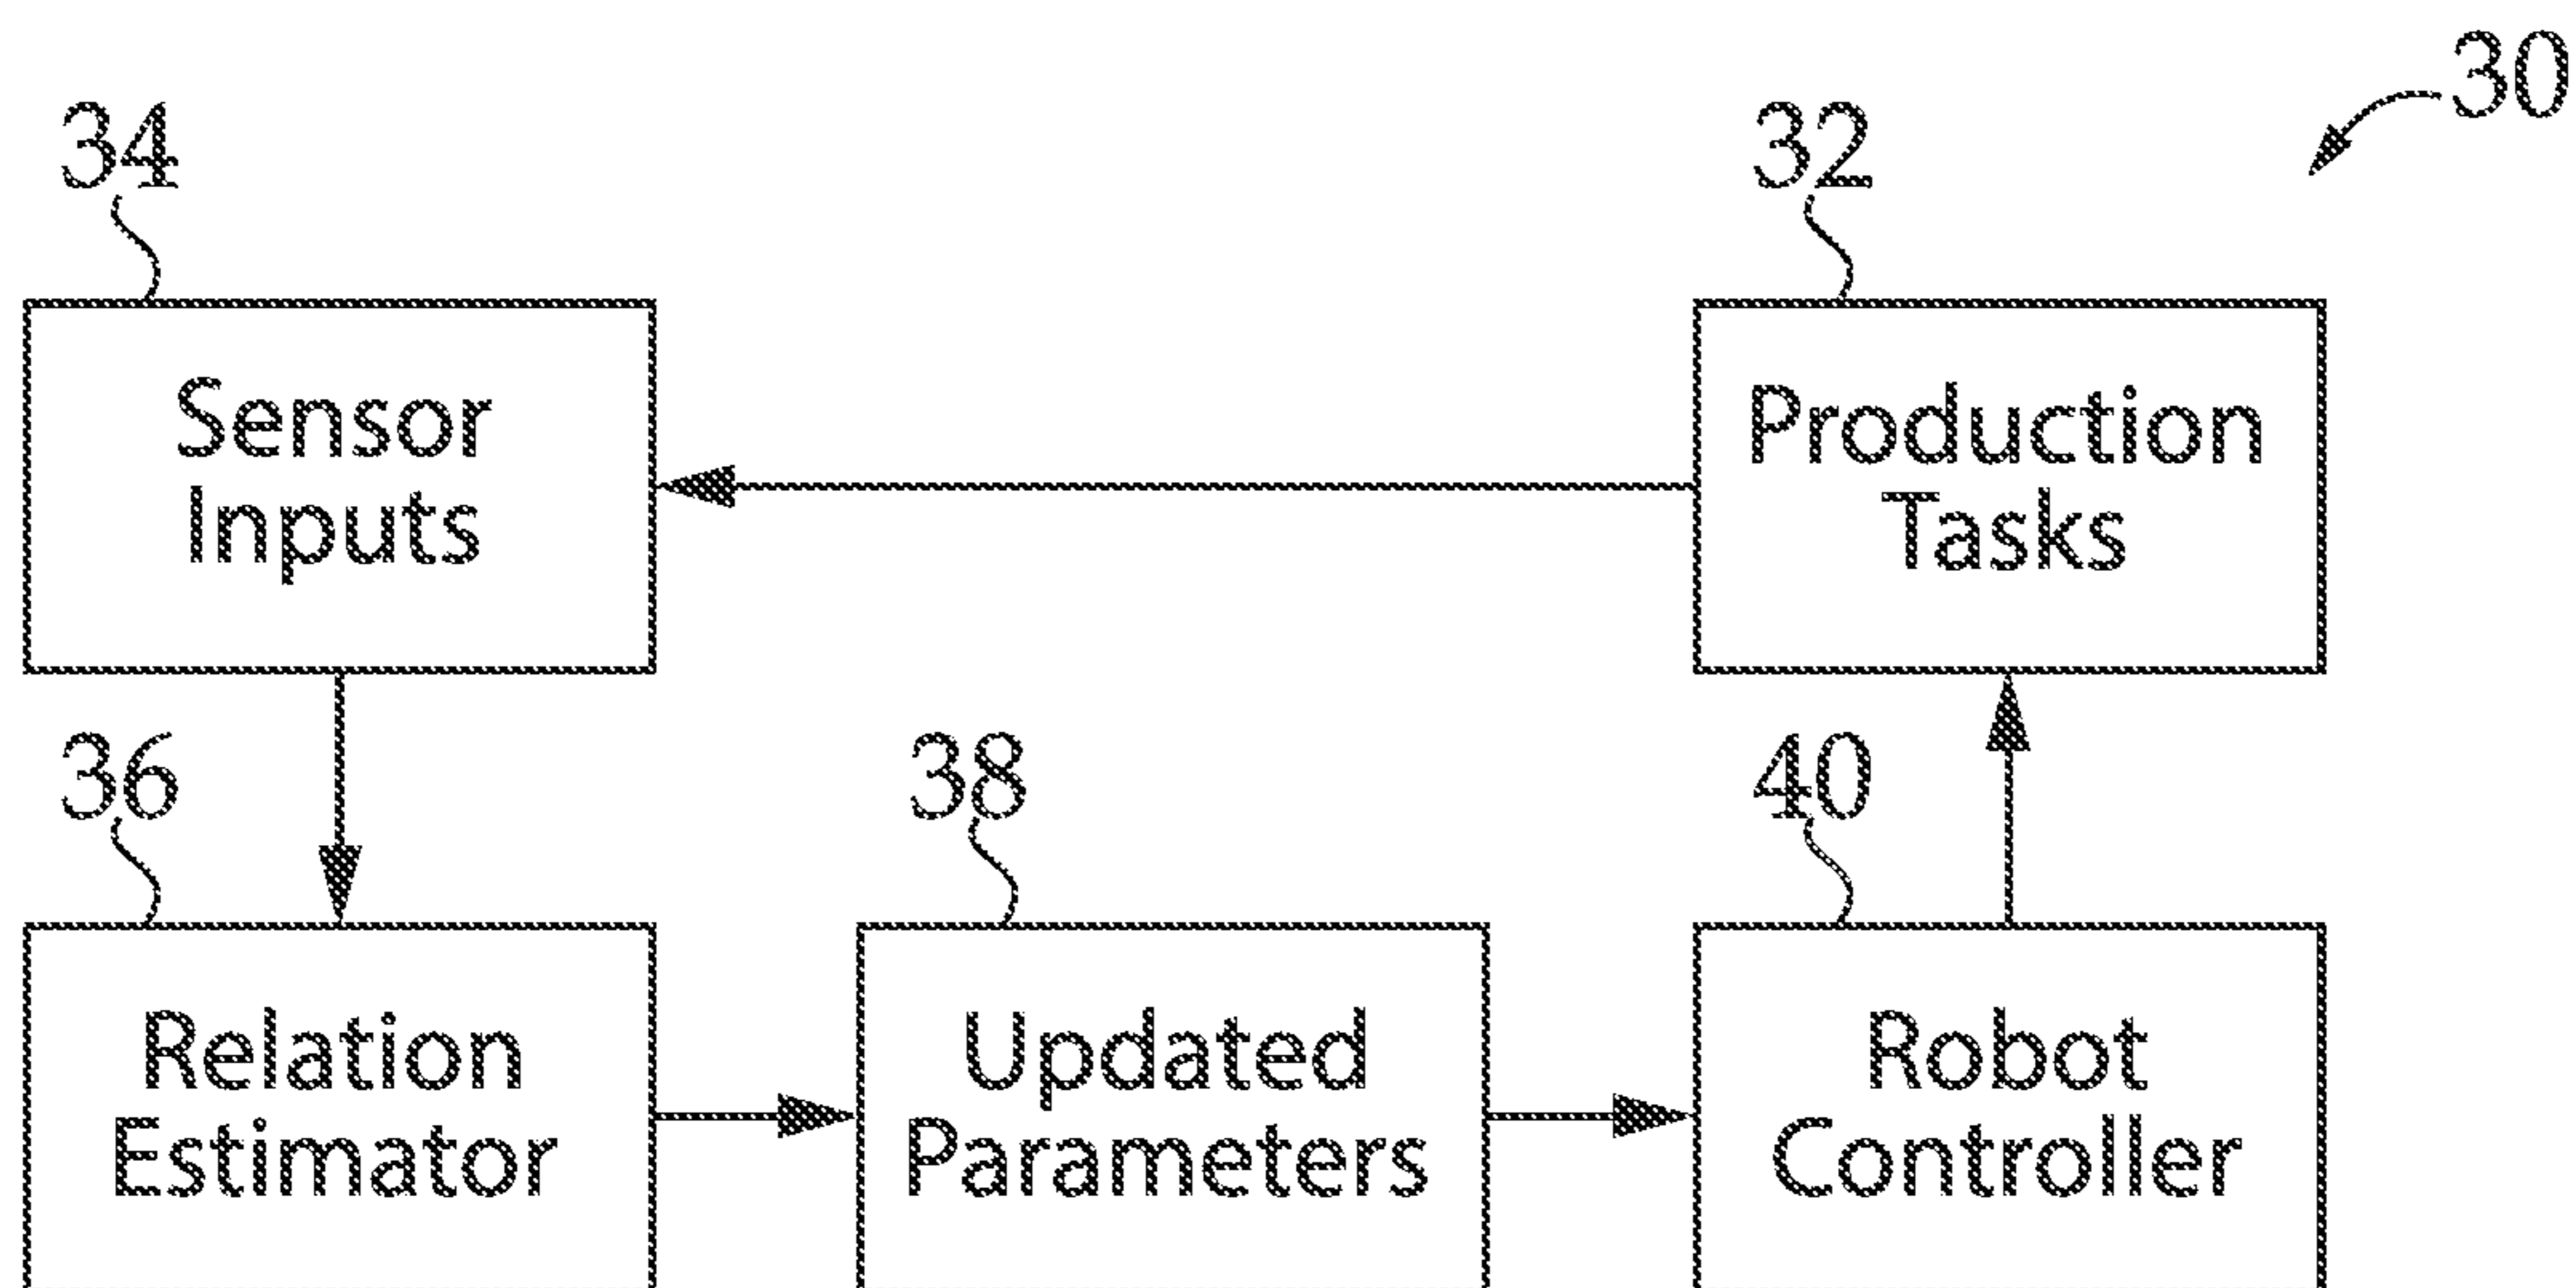 30
34
32
Sensor
Inputs
Production
Tasks
36
38
40
Relation
Estimator
Updated
Parameters
Robot
Controller